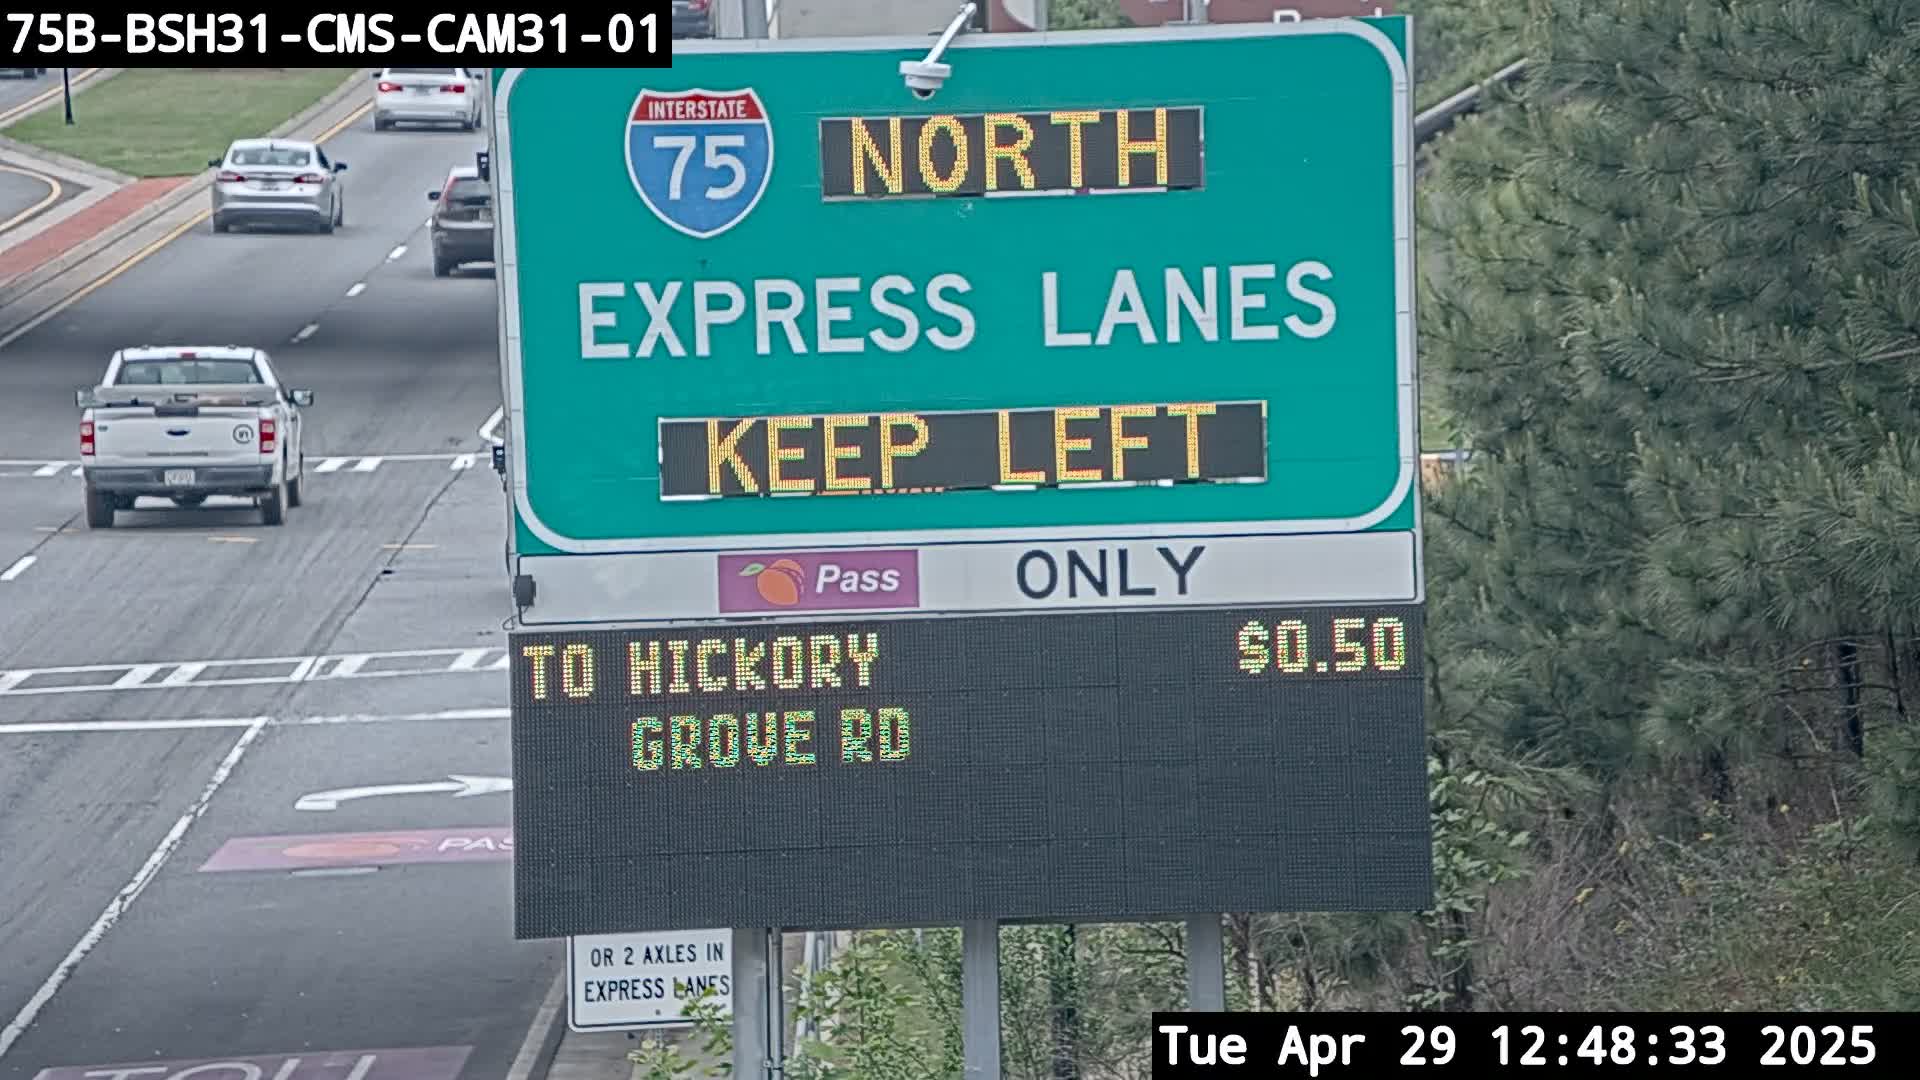 75B-BSH31-CMS-CAM31-01
INTERSTATE
75
NORTH
EXPRESS LANES
KEEP LEFT
Pass ONLY
TO HICKORY $0.50
GROVE RD
OR 2 AXLES IN
EXPRESS LANES
TOLL
Tue Apr 29 12:48:33 2025